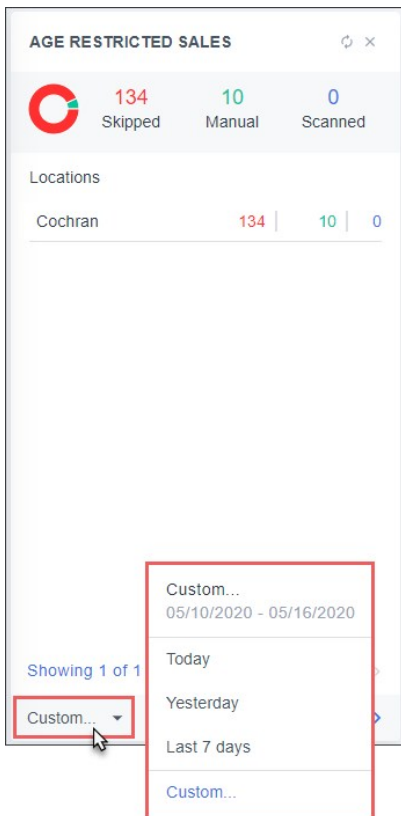 AGE RESTRICTED SALES
134 10 0
Skipped Manual Scanned
Locations
Cochran 134 10 0
Custom...
05/10/2020 - 05/16/2020
Today
Showing 1 of 1
Yesterday
Custom...
Last 7 days
Custom...